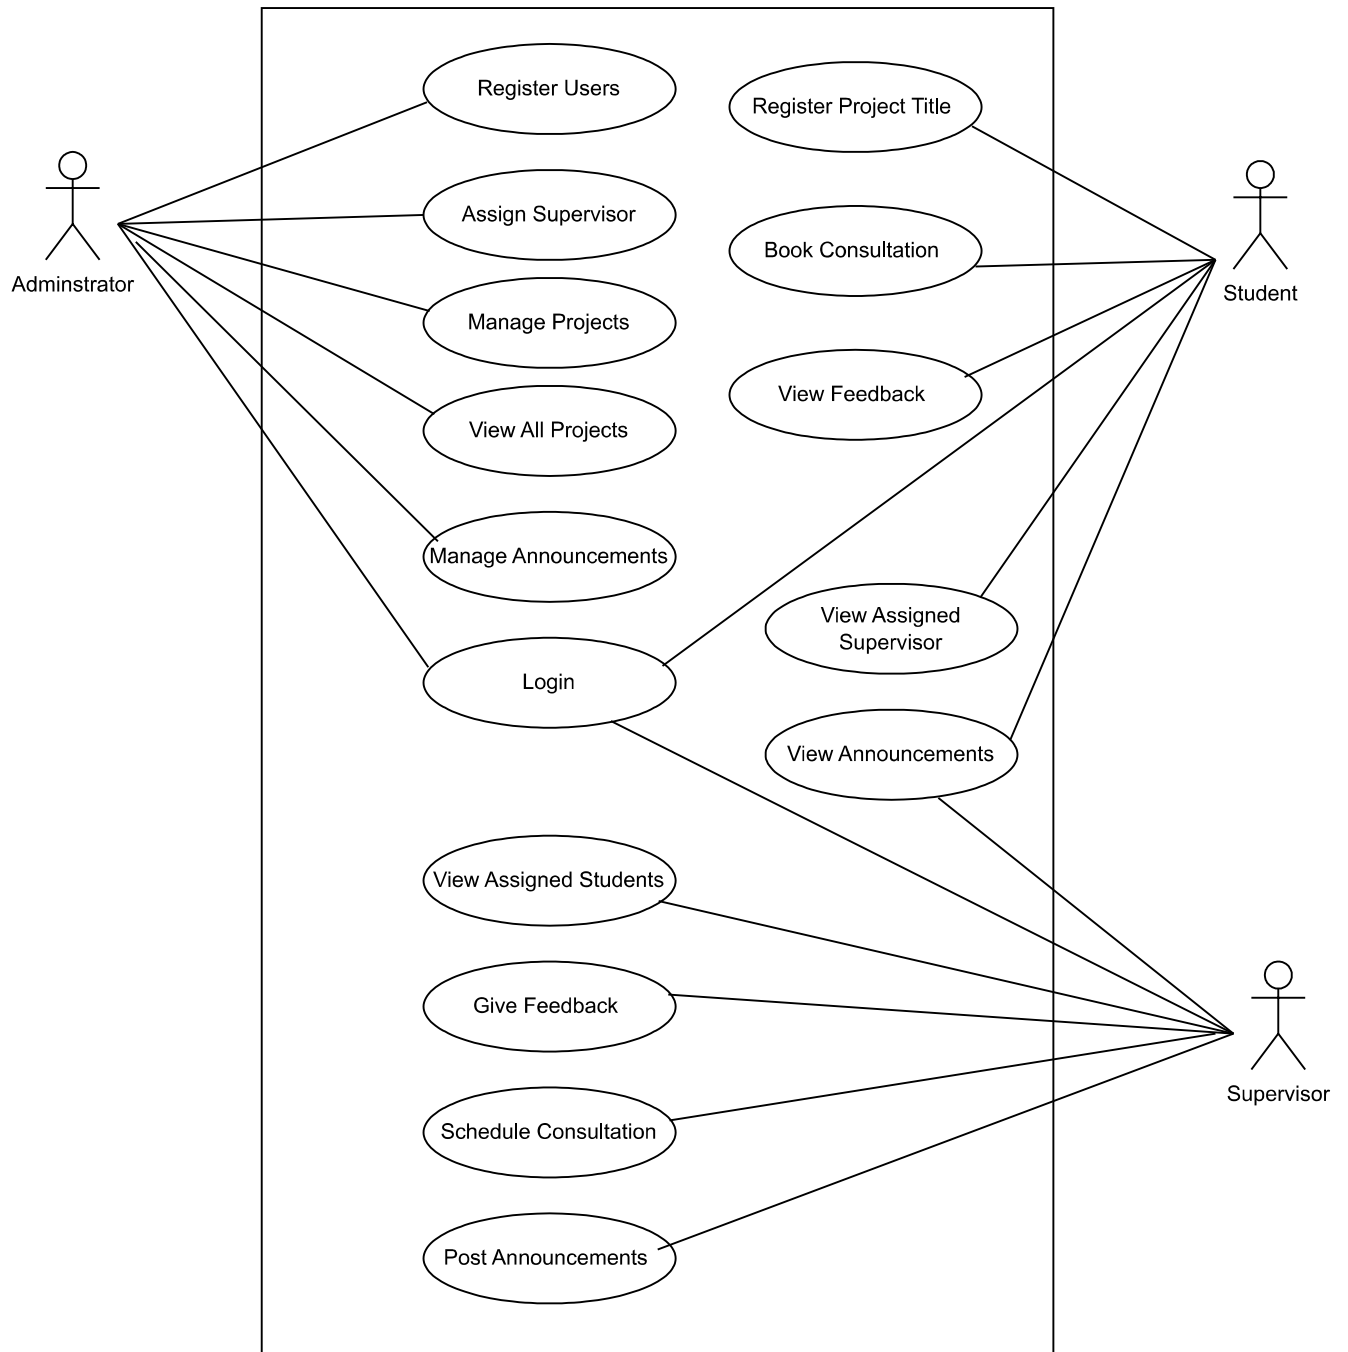 Register Users
Register Project Title
Assign Supervisor
Book Consultation
Adminstrator
Student
Manage Projects
View Feedback
View All Projects
Manage Announcements
View Assigned
Supervisor
Login
View Announcements
View Assigned Students
Give Feedback
Supervisor
Schedule Consultation
Post Announcements